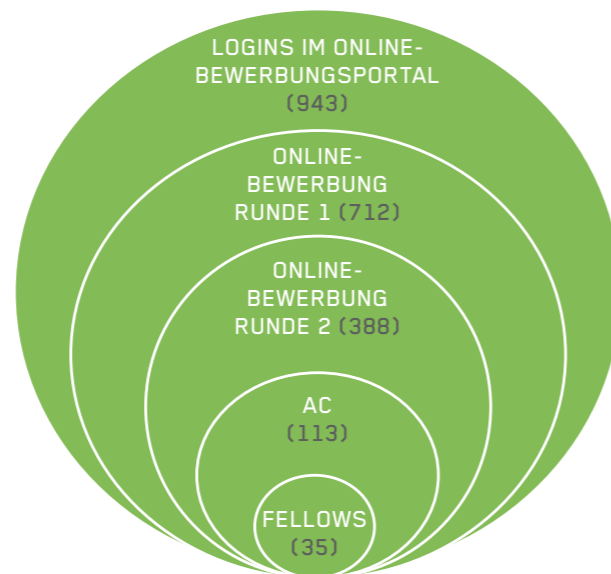 LOGINS IM ONLINE-
BEWERBUNGSPORTAL
(943)
ONLINE-
BEWERBUNG
RUNDE 1 (712)
ONLINE-
BEWERBUNG
RUNDE 2 (388)
AC
(113)
FELLOWS
(35)